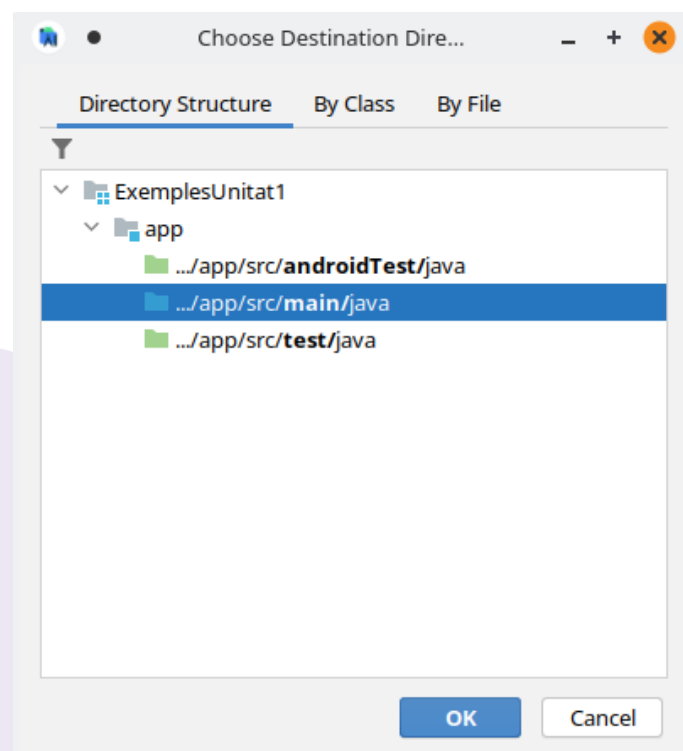 Choose Destination Dire...
Directory Structure By Class By File
ExemplesUnitat1
app
.../app/src/androidTest/java
.../app/src/main/java
.../app/src/test/java
OK Cancel